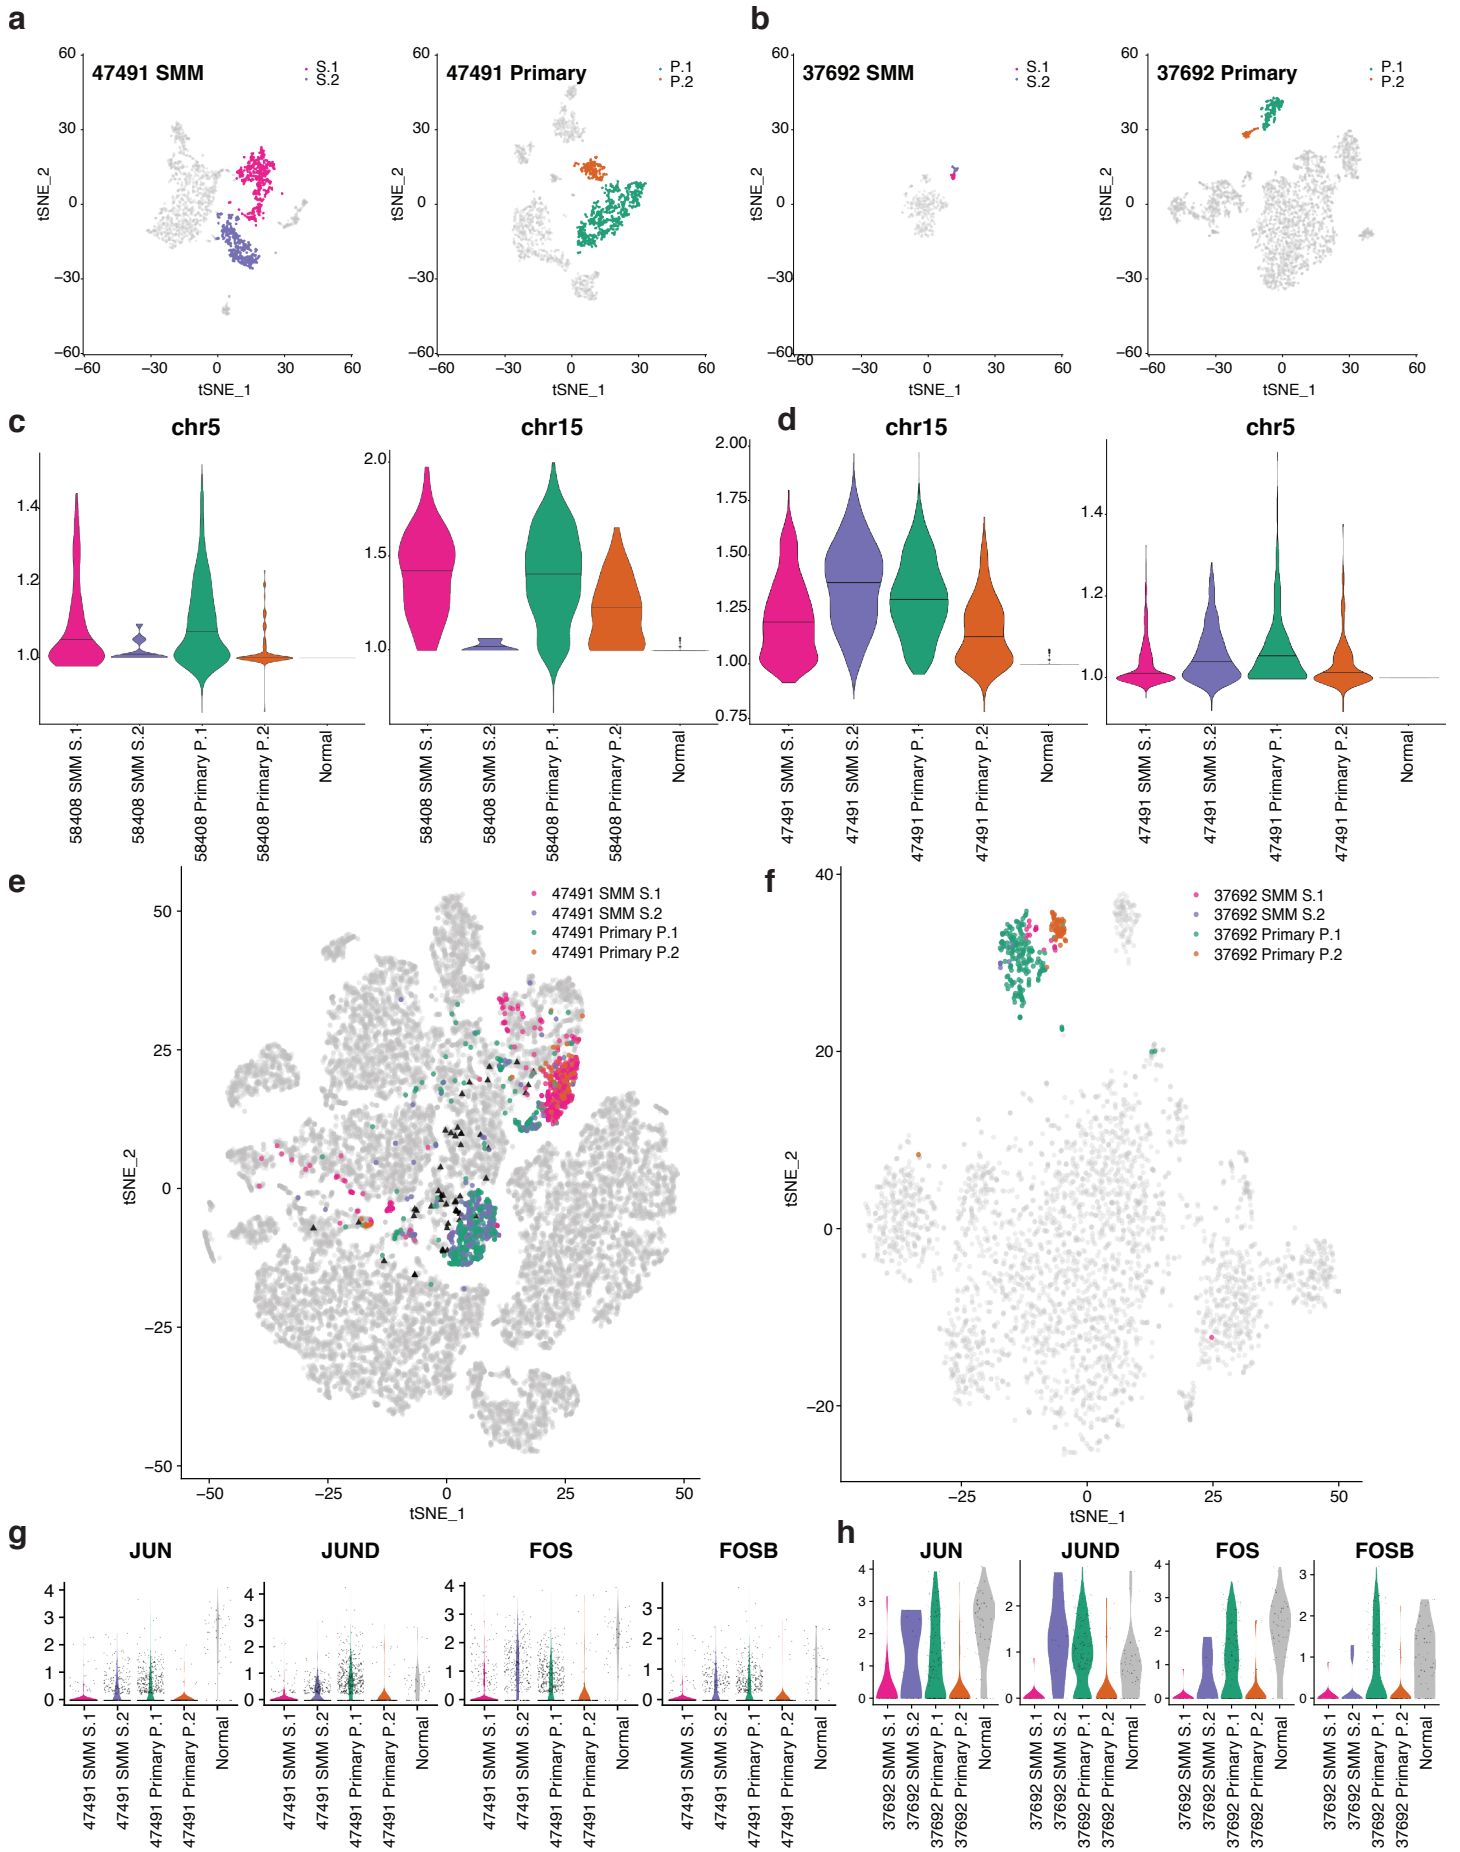 a
47491 SMM
S.1
S.2
60
30
0
−30
−60
tSNE_2
−60
−30
0
30
60
tSNE_1
47491 Primary
P.1
P.2
60
30
0
−30
−60
tSNE_2
−60
−30
0
30
60
tSNE_1
b
37692 SMM
S.1
S.2
60
30
0
−30
−60
tSNE_2
−60
−30
0
30
60
tSNE_1
37692 Primary
P.1
P.2
60
30
0
−30
−60
tSNE_2
−60
−30
0
30
60
tSNE_1
c
chr5
1.4
1.2
1.0
58408 SMM S.1
58408 SMM S.2
58408 Primary P.1
58408 Primary P.2
Normal
chr15
2.0
1.5
1.0
58408 SMM S.1
58408 SMM S.2
58408 Primary P.1
58408 Primary P.2
Normal
d
chr15
2.00
1.75
1.50
1.25
1.00
0.75
47491 SMM S.1
47491 SMM S.2
47491 Primary P.1
47491 Primary P.2
Normal
chr5
1.4
1.2
1.0
47491 SMM S.1
47491 SMM S.2
47491 Primary P.1
47491 Primary P.2
Normal
e
47491 SMM S.1
47491 SMM S.2
47491 Primary P.1
47491 Primary P.2
50
25
0
−25
−50
tSNE_2
−50
−25
0
25
50
tSNE_1
f
37692 SMM S.1
37692 SMM S.2
37692 Primary P.1
37692 Primary P.2
40
20
0
−20
tSNE_2
−25
0
25
50
tSNE_1
g
JUN
4
3
2
1
0
47491 SMM S.1
47491 SMM S.2
47491 Primary P.1
47491 Primary P.2
Normal
JUND
4
3
2
1
0
47491 SMM S.1
47491 SMM S.2
47491 Primary P.1
47491 Primary P.2
Normal
FOS
4
3
2
1
0
47491 SMM S.1
47491 SMM S.2
47491 Primary P.1
47491 Primary P.2
Normal
FOSB
3
2
1
0
47491 SMM S.1
47491 SMM S.2
47491 Primary P.1
47491 Primary P.2
Normal
h
JUN
4
3
2
1
0
37692 SMM S.1
37692 SMM S.2
37692 Primary P.1
37692 Primary P.2
Normal
JUND
2
1
0
37692 SMM S.1
37692 SMM S.2
37692 Primary P.1
37692 Primary P.2
Normal
FOS
4
3
2
1
0
37692 SMM S.1
37692 SMM S.2
37692 Primary P.1
37692 Primary P.2
Normal
FOSB
3
2
1
0
37692 SMM S.1
37692 SMM S.2
37692 Primary P.1
37692 Primary P.2
Normal